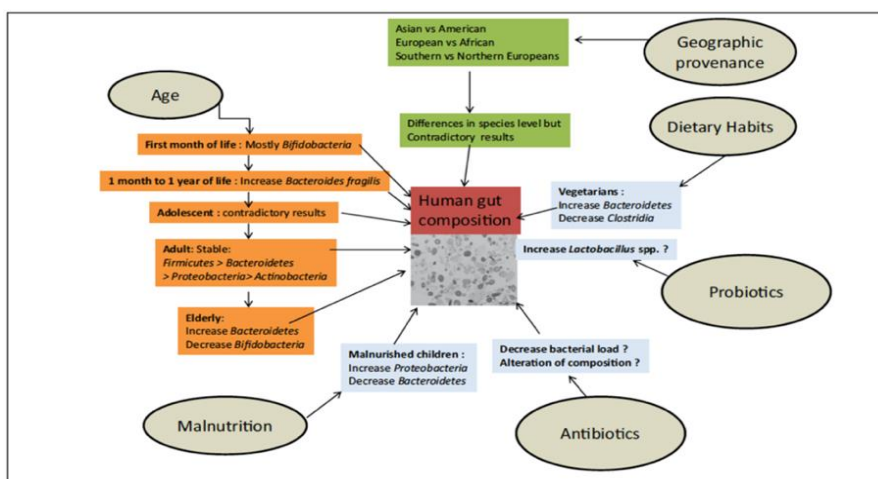 Asian vs American
European vs African
Southern vs Northern Europeans
Geographic
provenance
Age
Differences in species level but
Contradictory results
Dietary Habits
First month of life : Mostly Bifidobacteria
1 month to 1 year of life : Increase Bacteroides fragilis
Adolescent : contradictory results
Adult: Stable:
Firmicutes > Bacteroidetes
> Proteobacteria> Actinobacteria
Elderly:
Increase Bacteroidetes
Decrease Bifidobacteria
Human gut
composition
Vegetarians :
Increase Bacteroidetes
Decrease Clostridia
Increase Lactobacillus spp. ?
Probiotics
Malnurished children :
Increase Proteobacteria
Decrease Bacteroidetes
Decrease bacterial load ?
Alteration of composition ?
Malnutrition
Antibiotics